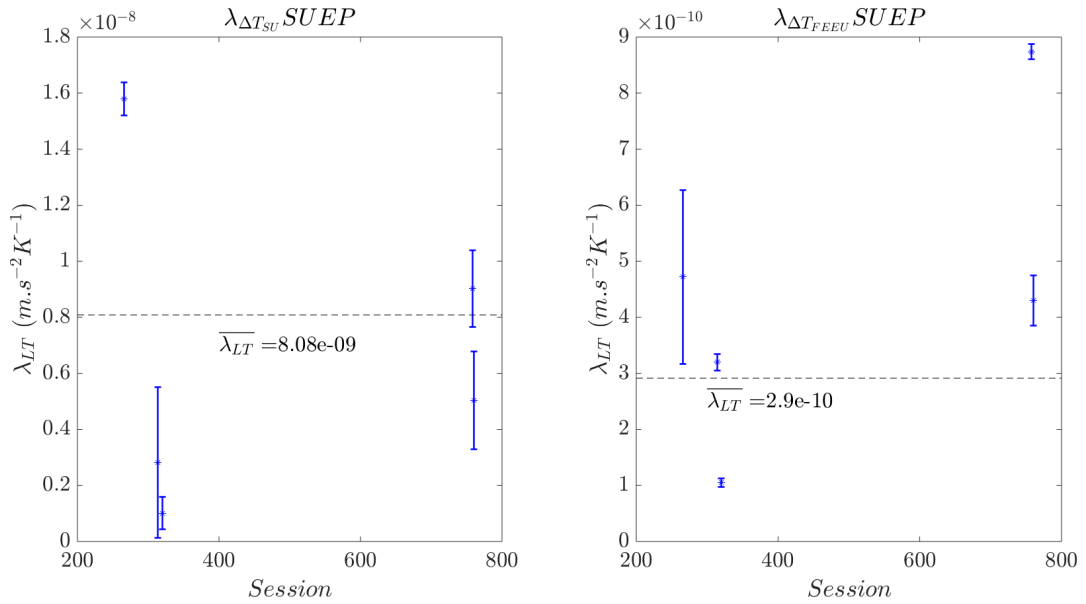 λΔT_SU SUEP
×10⁻⁸
1.8
1.6
1.4
1.2
1
0.8
0.6
0.4
0.2
0
λ_LT (m.s⁻²K⁻¹)
λ̅_LT =8.08e-09
200 400 600 800
Session
λΔT_FEEU SUEP
×10⁻¹⁰
9
8
7
6
5
4
3
2
1
0
λ_LT (m.s⁻²K⁻¹)
λ̅_LT =2.9e-10
200 400 600 800
Session